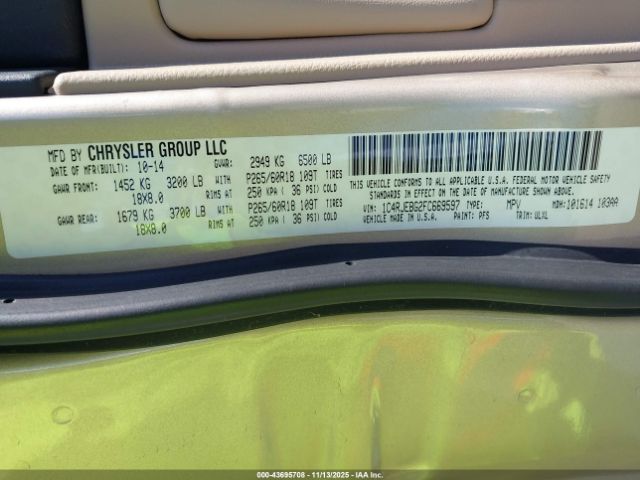 MFD BY CHRYSLER GROUP LLC
DATE OF MFR(BUILT): 10-14 GVWR: 2949 KG 6500 LB
GAWR FRONT: 1452 KG 3200 LB WITH P265/60R18 109T TIRES
18X8.0 RIMS AT 250 KPA ( 36 PSI) COLD
GAWR REAR: 1679 KG 3700 LB WITH P265/60R18 109T TIRES
18X8.0 RIMS AT 250 KPA ( 36 PSI) COLD
THIS VEHICLE CONFORMS TO ALL APPLICABLE U.S.A. FEDERAL MOTOR VEHICLE SAFETY
STANDARDS IN EFFECT ON THE DATE OF MANUFACTURE SHOWN ABOVE.
VIN: 1C4RJEBG2FC669597 TYPE: MPV MDH: 101614 103AA
VEHICLE MADE IN U.S.A. PAINT: PFS TRIM: ULXL
© 43695708 - 11/13/2025 - IAA Inc.